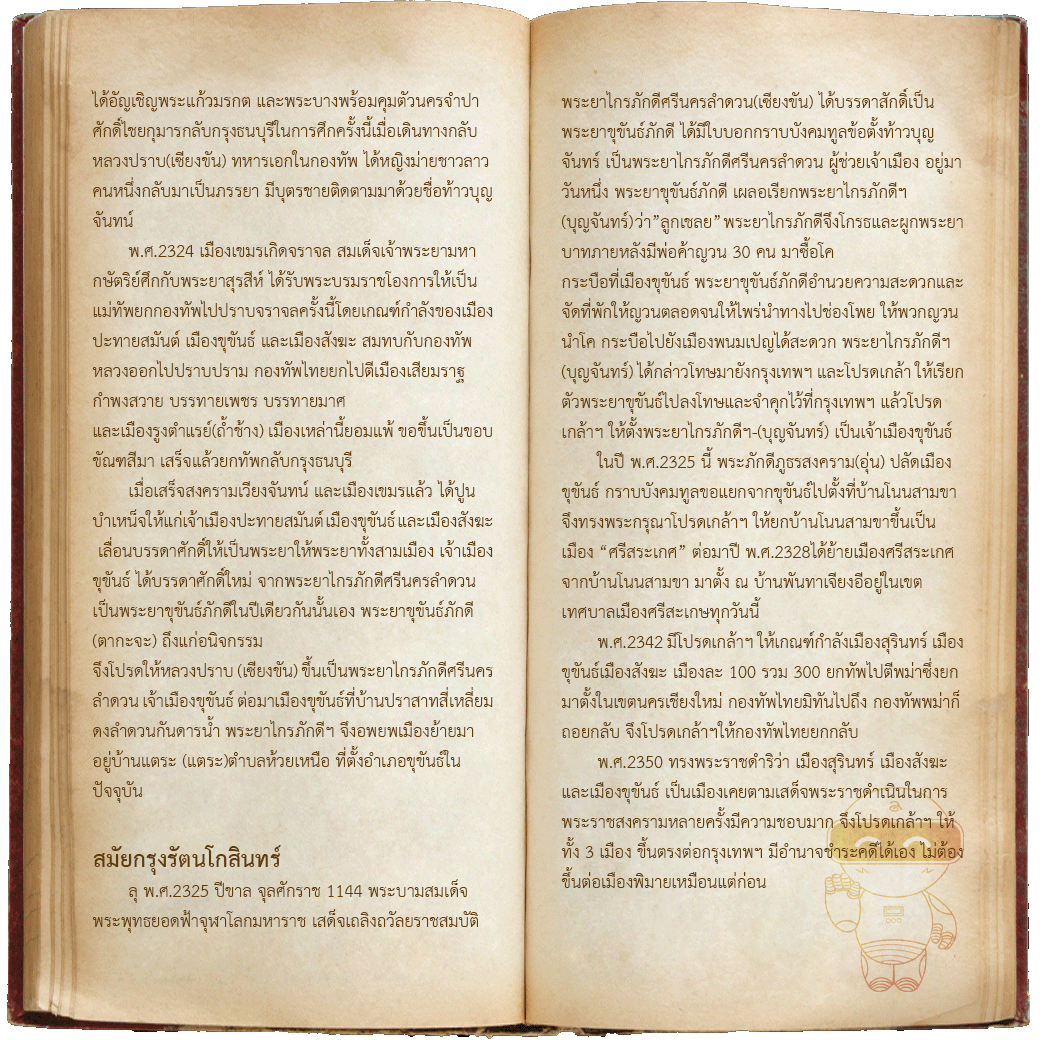 ได้อัญเชิญพระแก้วมรกต และพระบางพร้อมคุมตัวนครจำปา
ศักดิ์ไชยกุมารกลับกรุงธนบุรีในการศึกครั้งนี้เมื่อเดินทางกลับ
หลวงปราบ(เชียงขัน) ทหารเอกในกองทัพ ได้หญิงม่ายชาวลาว
คนหนึ่งกลับมาเป็นภรรยา มีบุตรชายติดตามมาด้วยชื่อท้าวบุญ
จันทน์
พ.ศ.2324 เมืองเขมรเกิดจราจล สมเด็จเจ้าพระยามหา
กษัตริย์ศึกกับพระยาสุรสีห์ ได้รับพระบรมราชโองการให้เป็น
แม่ทัพยกกองทัพไปปราบจราจลครั้งนี้โดยเกณฑ์กำลังของเมือง
ปะทายสมันต์ เมืองขุขันธ์ และเมืองสังฆะ สมทบกับกองทัพ
หลวงออกไปปราบปราม กองทัพไทยยกไปตีเมืองเสียมราฐ
กำพงสวาย บรรทายเพชร บรรทายมาศ
และเมืองรูงตำแรย์(ถ้ำช้าง) เมืองเหล่านี้ยอมแพ้ ขอขึ้นเป็นขอบ
ขัณฑสีมา เสร็จแล้วยกทัพกลับกรุงธนบุรี
เมื่อเสร็จสงครามเวียงจันทน์ และเมืองเขมรแล้ว ได้ปูน
บำเหน็จให้แก่เจ้าเมืองปะทายสมันต์ เมืองขุขันธ์ และเมืองสังฆะ
เลื่อนบรรดาศักดิ์ให้เป็นพระยาให้พระยาทั้งสามเมือง เจ้าเมือง
ขุขันธ์ ได้บรรดาศักดิ์ใหม่ จากพระยาไกรภักดีศรีนครลำดวน
เป็นพระยาขุขันธ์ภักดีในปีเดียวกันนั้นเอง พระยาขุขันธ์ภักดี
(ตากะจะ) ถึงแก่อนิจกรรม
จึงโปรดให้หลวงปราบ (เชียงขัน) ขึ้นเป็นพระยาไกรภักดีศรีนคร
ลำดวน เจ้าเมืองขุขันธ์ ต่อมาเมืองขุขันธ์ที่บ้านปราสาทสี่เหลี่ยม
ดงลำดวนกันดารน้ำ พระยาไกรภักดีฯ จึงอพยพเมืองย้ายมา
อยู่บ้านแตระ (แตระ)ตำบลห้วยเหนือ ที่ตั้งอำเภอขุขันธ์ใน
ปัจจุบัน
สมัยกรุงรัตนโกสินทร์
ลุ พ.ศ.2325 ปีขาล จุลศักราช 1144 พระบามสมเด็จ
พระพุทธยอดฟ้าจุฬาโลกมหาราช เสด็จเถลิงถวัลยราชสมบัติ
พระยาไกรภักดีศรีนครลำดวน(เชียงขัน) ได้บรรดาสักดิ์เป็น
พระยาขุขันธ์ภักดี ได้มีใบบอกกราบบังคมทูลข้อตั้งท้าวบุญ
จันทร์ เป็นพระยาไกรภักดีศรีนครลำดวน ผู้ช่วยเจ้าเมือง อยู่มา
วันหนึ่ง พระยาขุขันธ์ภักดี เผลอเรียกพระยาไกรภักดีฯ
(บุญจันทร์)ว่า”ลูกเชลย” พระยาไกรภักดีจึงโกรธและผูกพระยา
บาทภายหลังมีพ่อค้าญวน 30 คน มาซื้อโค
กระบือที่เมืองขุขันธ์ พระยาขุขันธ์ภักดีอำนวยความสะดวกและ
จัดที่พักให้ญวนตลอดจนให้ไพร่นำทางไปช่องโพย ให้พวกญวน
นำโค กระบือไปยังเมืองพนมเปญได้สะดวก พระยาไกรภักดีฯ
(บุญจันทร์) ได้กล่าวโทษมายังกรุงเทพฯ และโปรดเกล้า ให้เรียก
ตัวพระยาขุขันธ์ไปลงโทษและจำคุกไว้ที่กรุงเทพฯ แล้วโปรด
เกล้าฯ ให้ตั้งพระยาไกรภักดีฯ-(บุญจันทร์) เป็นเจ้าเมืองขุขันธ์
ในปี พ.ศ.2325 นี้ พระภักดีภูธรสงคราม(อุ่น) ปลัดเมือง
ขุขันธ์ กราบบังคมทูลขอแยกจากขุขันธ์ไปตั้งที่บ้านโนนสามขา
จึงทรงพระกรุณาโปรดเกล้าฯ ให้ยกบ้านโนนสามขาขึ้นเป็น
เมือง “ศรีสระเกศ” ต่อมาปี พ.ศ.2328ได้ย้ายเมืองศรีสระเกศ
จากบ้านโนนสามขา มาตั้ง ณ บ้านพันทาเจียงอีอยู่ในเขต
เทศบาลเมืองศรีสะเกษทุกวันนี้
พ.ศ.2342 มีโปรดเกล้าฯ ให้เกณฑ์กำลังเมืองสุรินทร์ เมือง
ขุขันธ์เมืองสังฆะ เมืองละ 100 รวม 300 ยกทัพไปตีพม่าซึ่งยก
มาตั้งในเขตนครเชียงใหม่ กองทัพไทยมิทันไปถึง กองทัพพม่าก็
ถอยกลับ จึงโปรดเกล้าฯให้กองทัพไทยยกกลับ
พ.ศ.2350 ทรงพระราชดำริว่า เมืองสุรินทร์ เมืองสังฆะ
และเมืองขุขันธ์ เป็นเมืองเคยตามเสด็จพระราชดำเนินในการ
พระราชสงครามหลายครั้งมีความชอบมาก จึงโปรดเกล้าฯ ให้
ทั้ง 3 เมือง ขึ้นตรงต่อกรุงเทพฯ มีอำนาจชำระคดีได้เอง ไม่ต้อง
ขึ้นต่อเมืองพิมายเหมือนแต่ก่อน